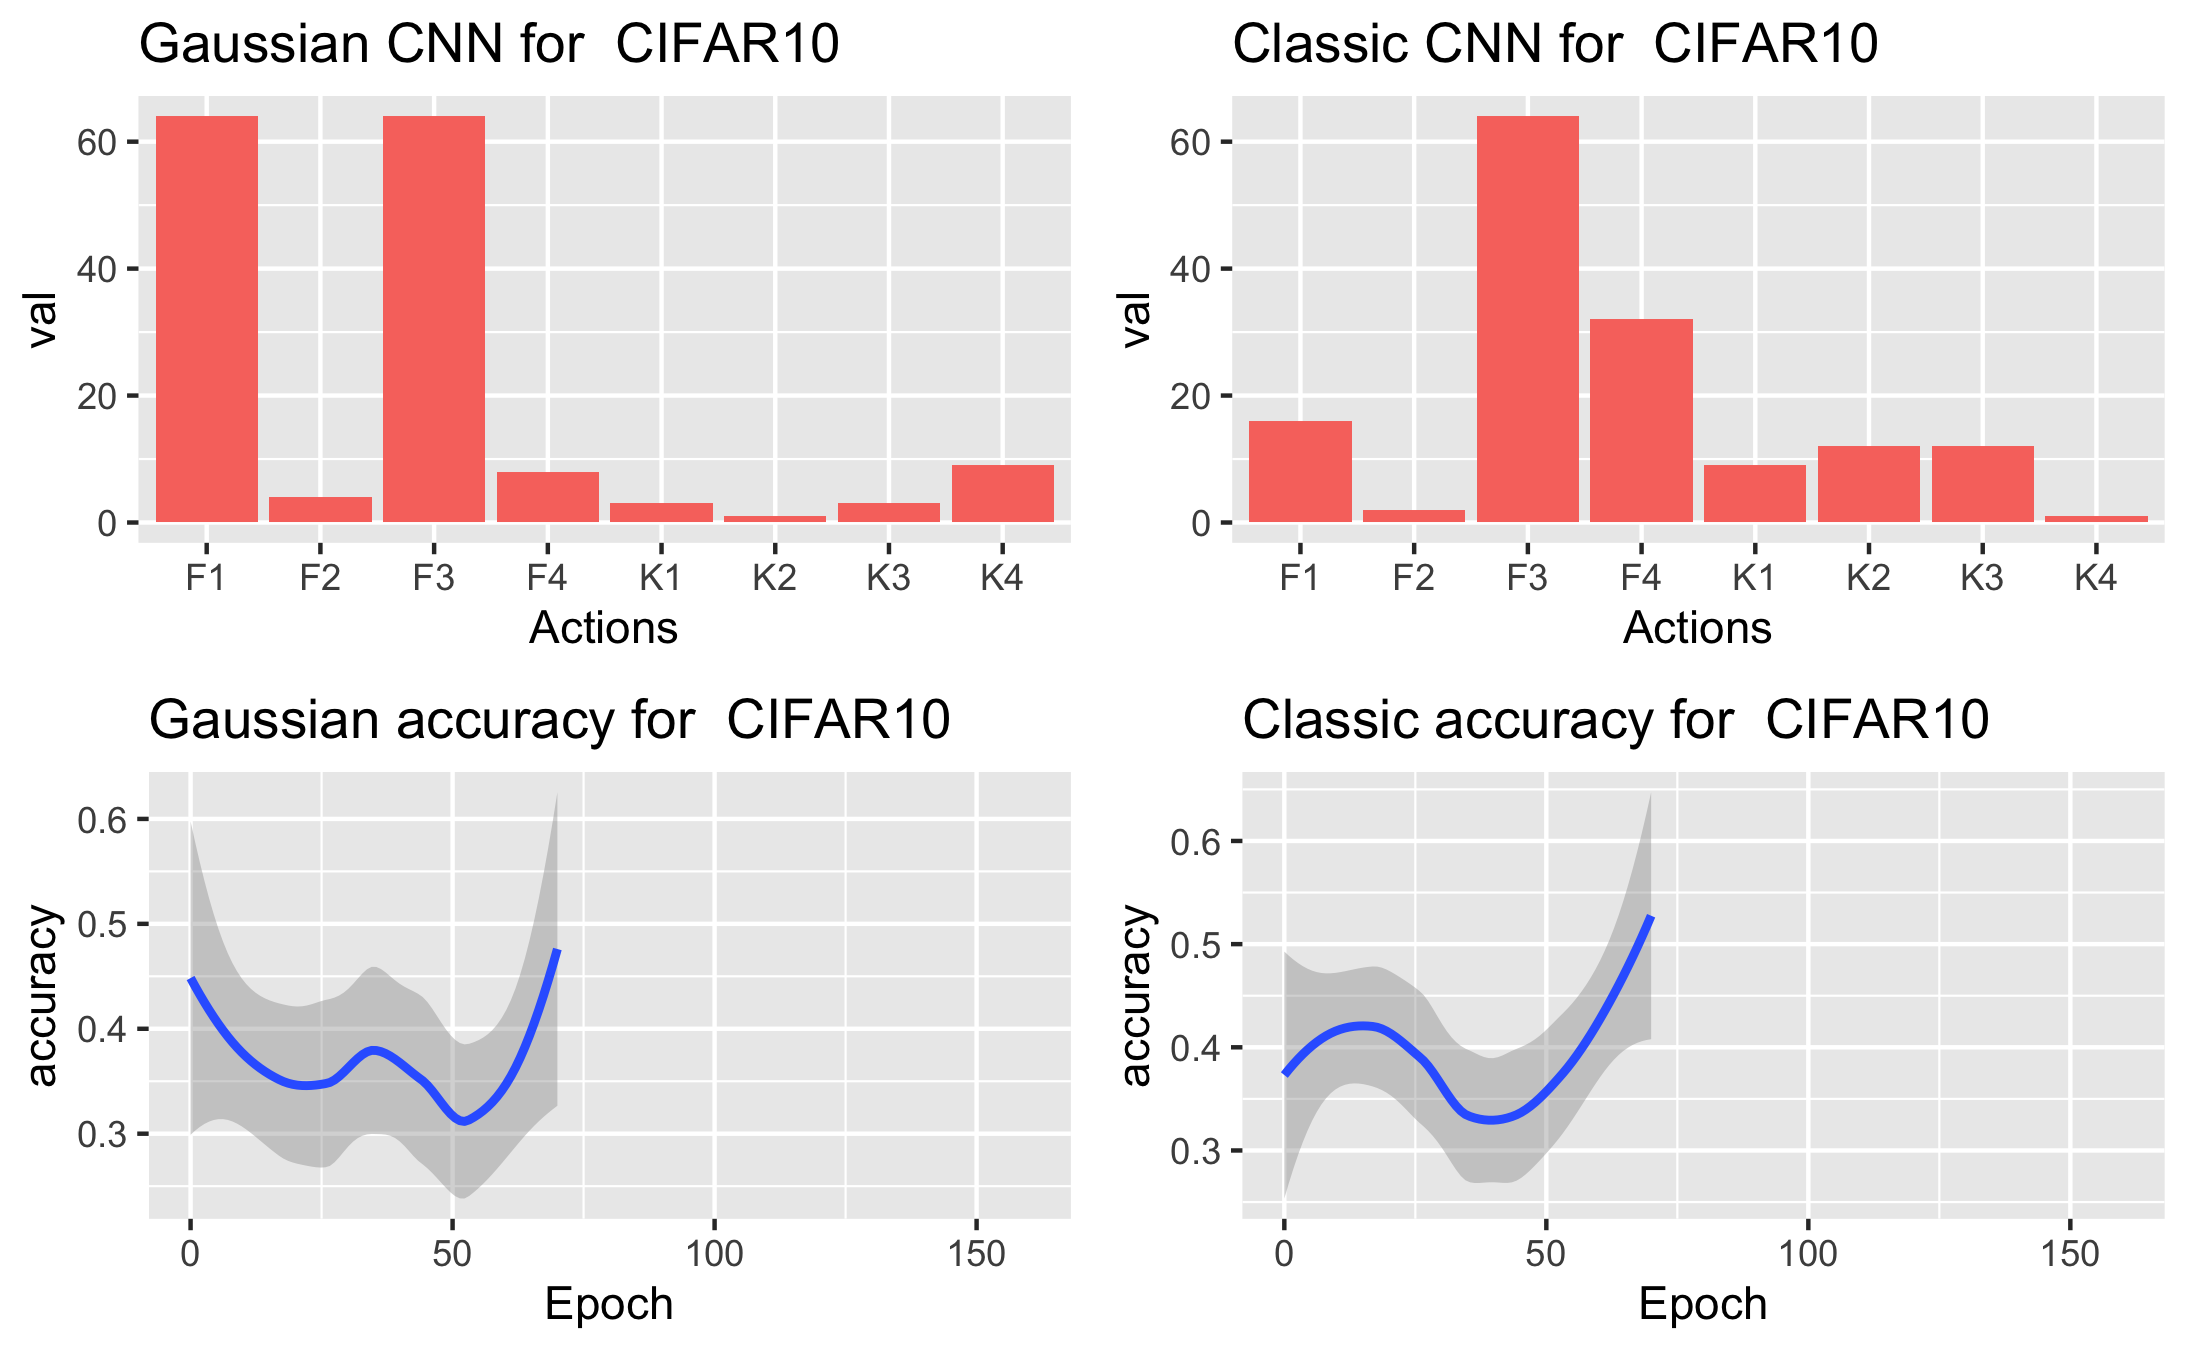 Gaussian CNN for  CIFAR10
60
40
20
0
val
F1 F2 F3 F4 K1 K2 K3 K4
Actions
Classic CNN for  CIFAR10
60
40
20
0
val
F1 F2 F3 F4 K1 K2 K3 K4
Actions
Gaussian accuracy for  CIFAR10
0.6
0.5
0.4
0.3
accuracy
0 50 100 150
Epoch
Classic accuracy for  CIFAR10
0.6
0.5
0.4
0.3
accuracy
0 50 100 150
Epoch